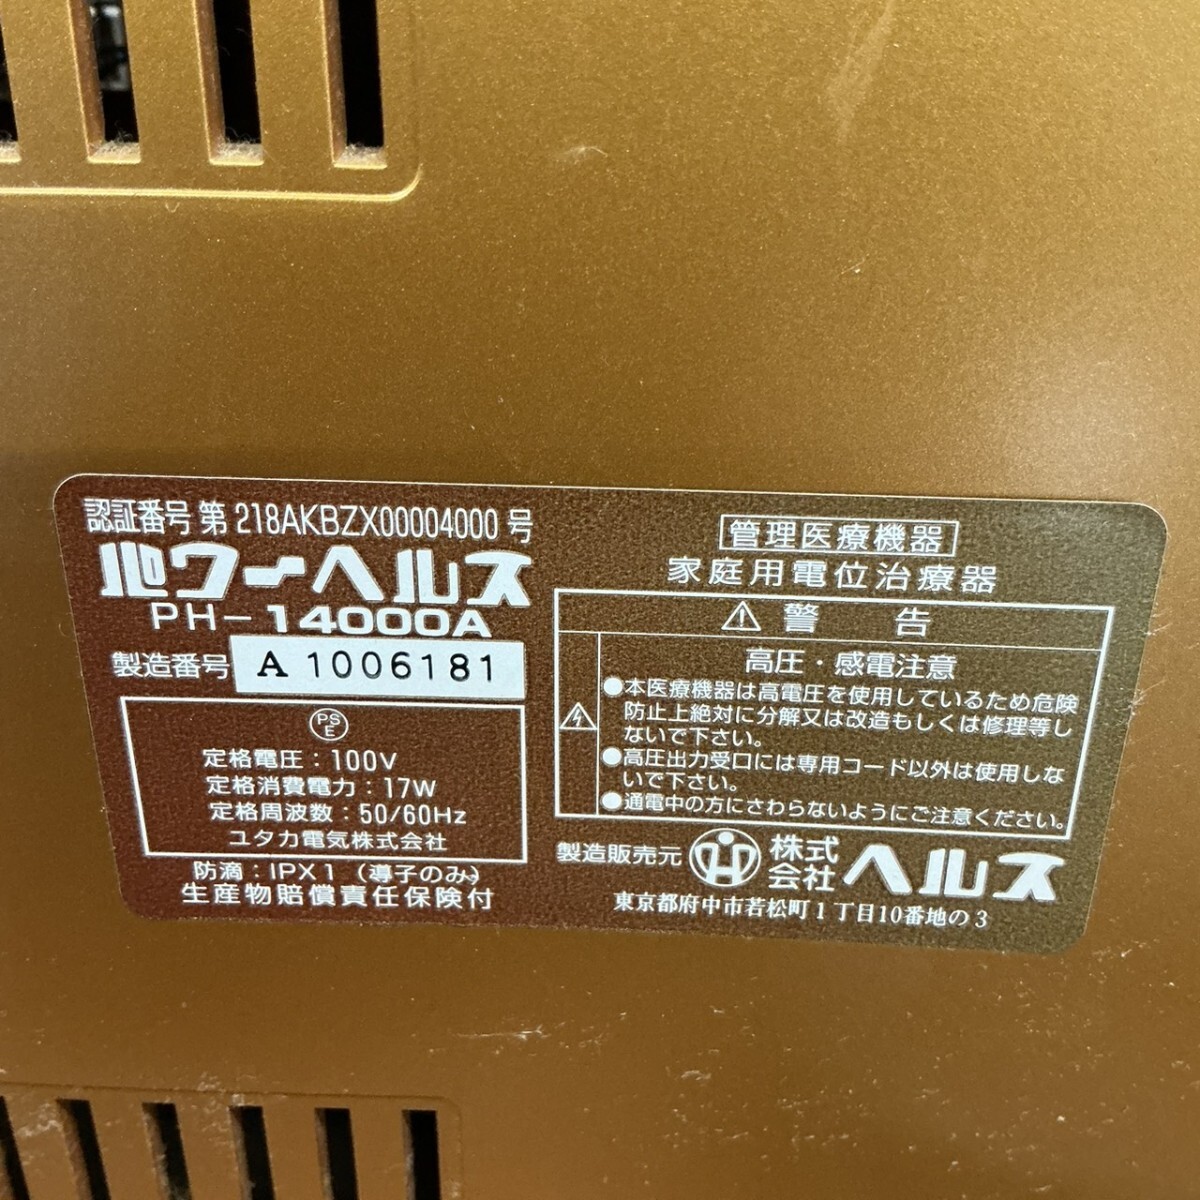 認証番号 第 218AKBZX00004000 号
パワーヘルス
PH-14000A
製造番号 A 1006181
PS
E
定格電圧：100V
定格消費電力：17W
定格周波数：50/60Hz
ユタカ電気株式会社
防滴：IPX1（導子のみ）
生産物賠償責任保険付
管理医療機器
家庭用電位治療器
警 告
高圧・感電注意
●本医療機器は高電圧を使用しているため危険
防止上絶対に分解又は改造もしくは修理等し
ないで下さい。
●高圧出力受口には専用コード以外は使用しな
いで下さい。
●通電中の方にさわらないようにご注意ください。
製造販売元 株式会社 ヘルス
東京都府中市若松町1丁目10番地の3